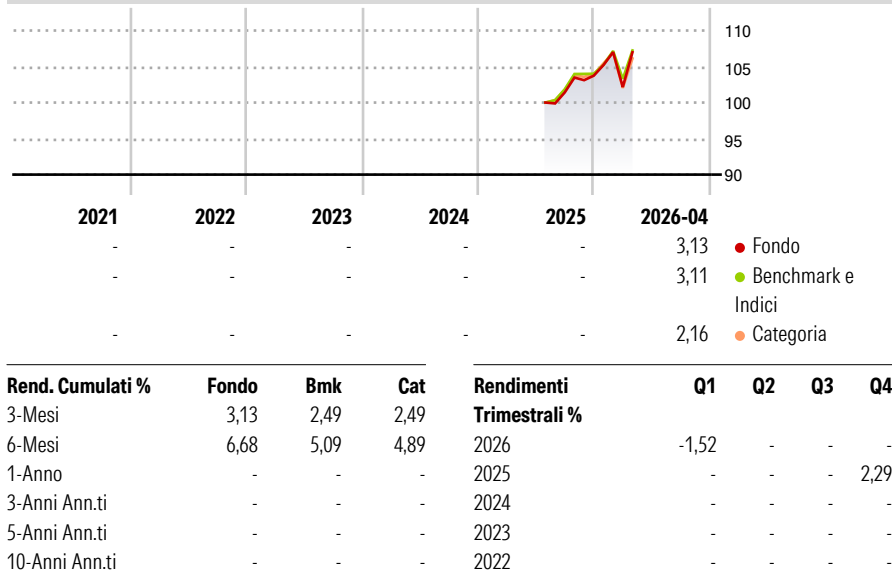 110
105
100
95
90
2021 2022 2023 2024 2025 2026-04
- - - - - 3,13 Fondo
- - - - - 3,11 Benchmark e
Indici
- - - - - 2,16 Categoria
Rend. Cumulati % Fondo Bmk Cat
3-Mesi 3,13 2,49 2,49
6-Mesi 6,68 5,09 4,89
1-Anno - - -
3-Anni Ann.ti - - -
5-Anni Ann.ti - - -
10-Anni Ann.ti - - -
Rendimenti Q1 Q2 Q3 Q4
Trimestrali %
2026 -1,52 - - -
2025 - - - 2,29
2024 - - - -
2023 - - - -
2022 - - - -